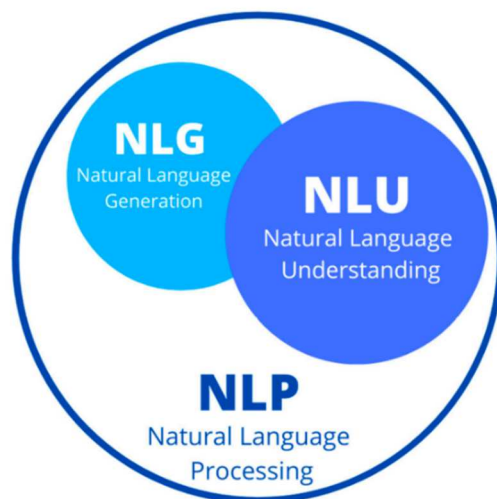 NLG
Natural Language
Generation
NLU
Natural Language
Understanding
NLP
Natural Language
Processing